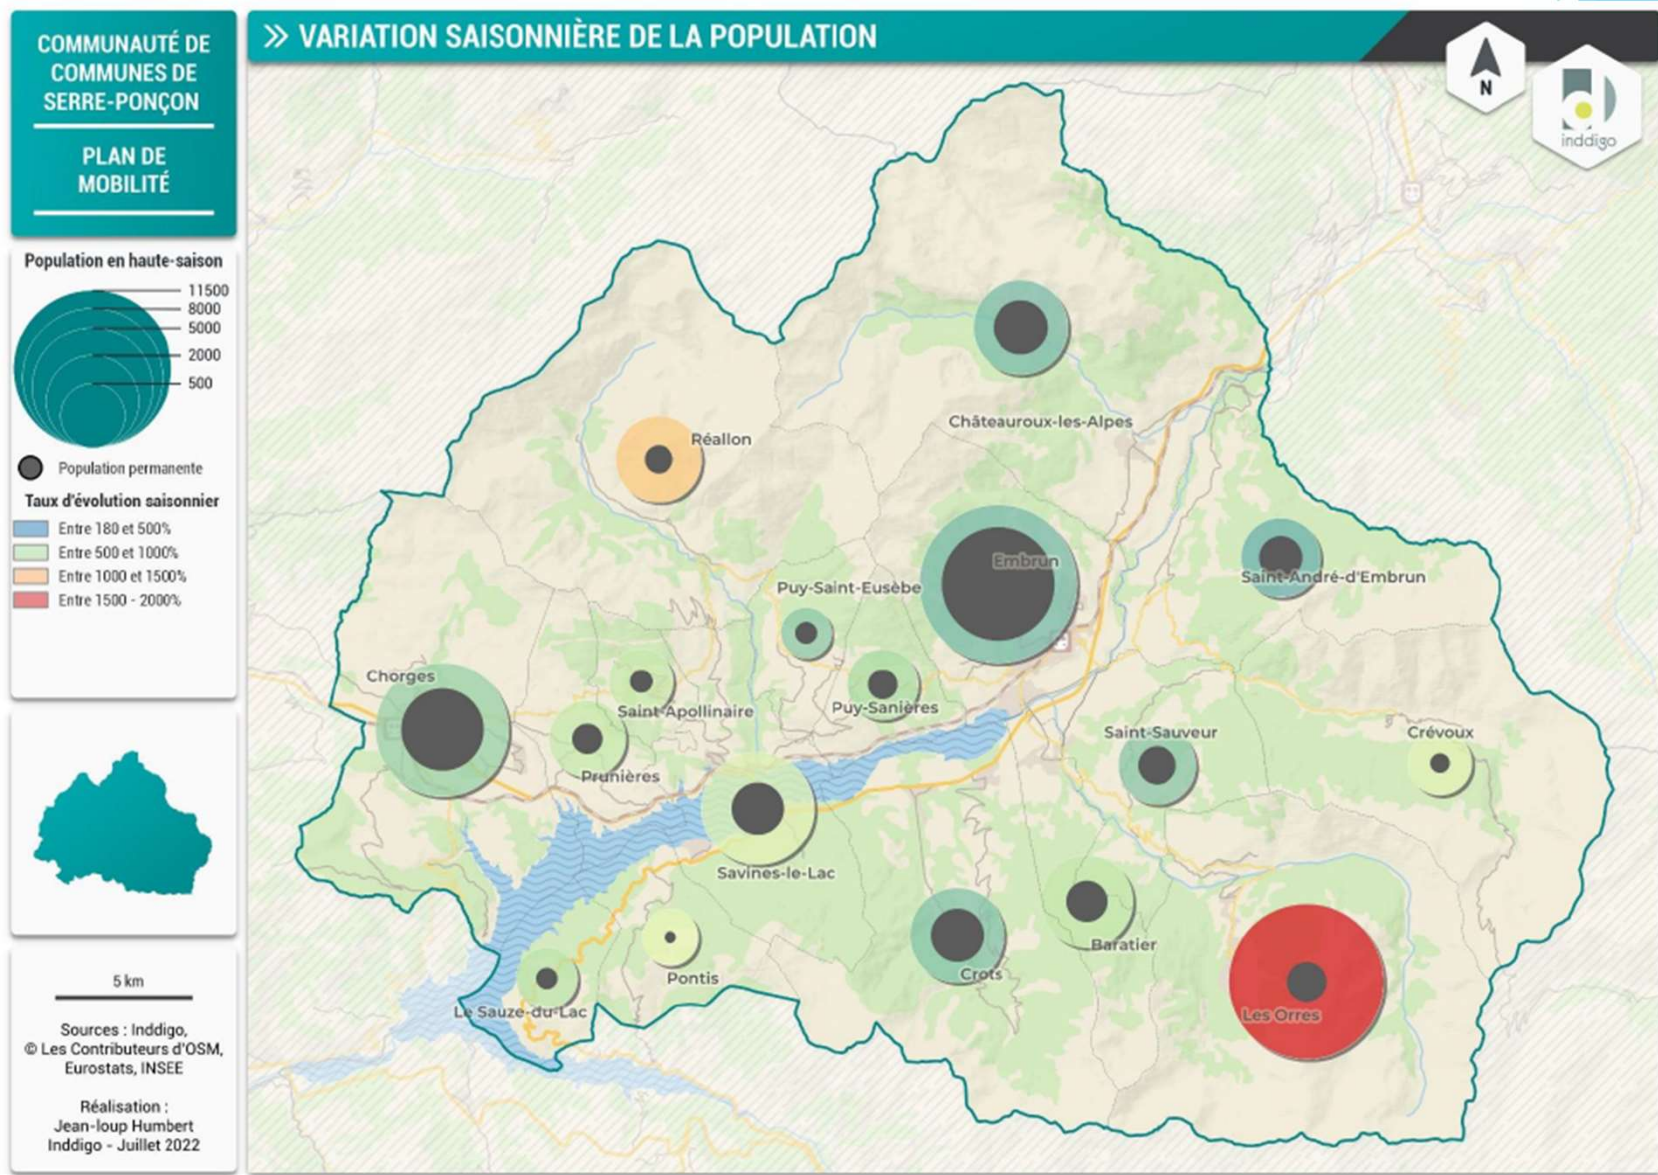 COMMUNAUTÉ DE
COMMUNES DE
SERRE-PONÇON
PLAN DE
MOBILITÉ
>> VARIATION SAISONNIÈRE DE LA POPULATION
N
inddigo
Population en haute-saison
11500
8000
5000
2000
500
Population permanente
Taux d'évolution saisonnier
Entre 180 et 500%
Entre 500 et 1000%
Entre 1000 et 1500%
Entre 1500 - 2000%
5 km
Sources : Inddigo,
© Les Contributeurs d'OSM,
Eurostats, INSEE
Réalisation :
Jean-loup Humbert
Inddigo - Juillet 2022
Châteauroux-les-Alpes
Réallon
Embrun
Saint-André-d'Embrun
Puy-Saint-Eusèbe
Chorges
Saint-Apollinaire
Puy-Sanières
Saint-Sauveur
Crévoux
Prunières
Savines-le-Lac
Baratier
Pontis
Crots
Le Sauze-du-Lac
Les Orres